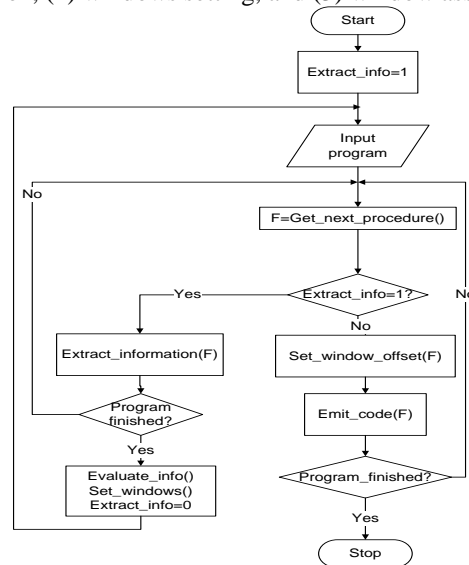 Start
Extract_info=1
Input
program
No
F=Get_next_procedure()
Extract_info=1?
Yes
No
No
Extract_information(F)
Set_window_offset(F)
Program
finished?
Emit_code(F)
Yes
Evaluate_info()
Set_windows()
Extract_info=0
Program_finished?
Yes
Stop